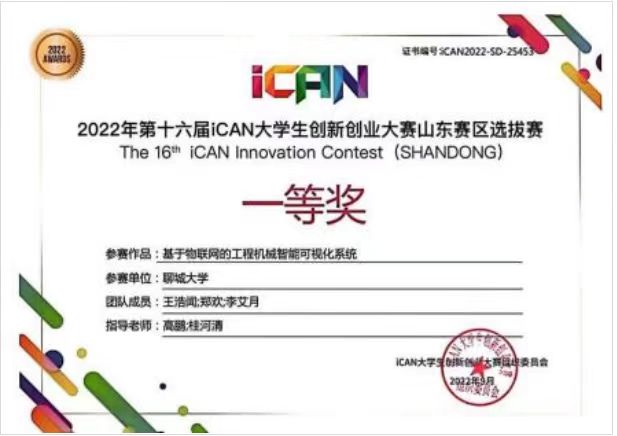 2022
AWARDS
证书编号:iCAN2022-SD-25453
iCAN
2022年第十六届iCAN大学生创新创业大赛山东赛区选拔赛
The 16th iCAN Innovation Contest (SHANDONG)
一等奖
参赛作品:基于物联网的工程机械智能可视化系统
参赛单位:聊城大学
团队成员:王浩闻;郑欢;李艾月
指导老师:高鹏;桂河清
iCAN大学生创新创业大赛组织委员会
2022年9月